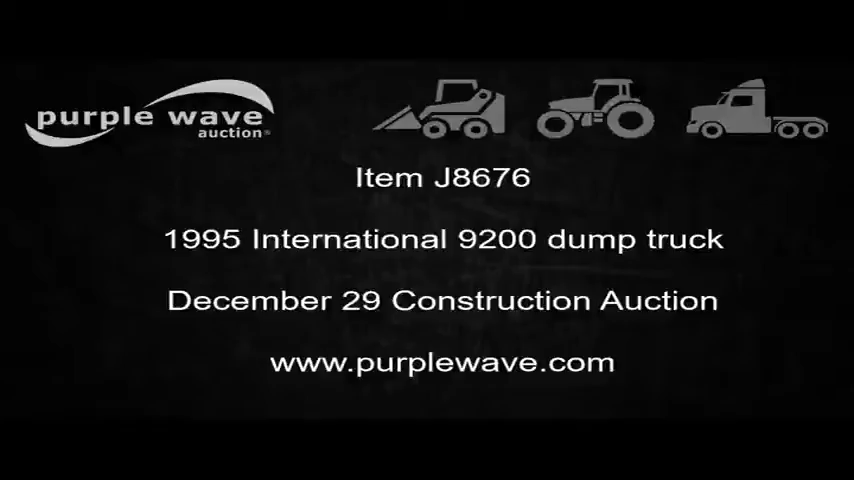 purple wave
auction®
Item J8676
1995 International 9200 dump truck
December 29 Construction Auction
www.purplewave.com